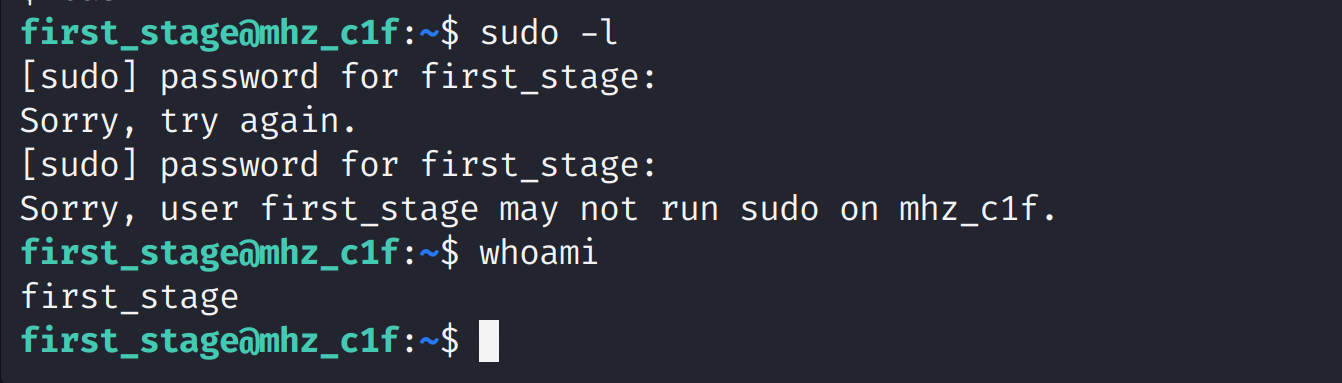 first_stage@mhz_c1f:~$ sudo -l
[sudo] password for first_stage:
Sorry, try again.
[sudo] password for first_stage:
Sorry, user first_stage may not run sudo on mhz_c1f.
first_stage@mhz_c1f:~$ whoami
first_stage
first_stage@mhz_c1f:~$